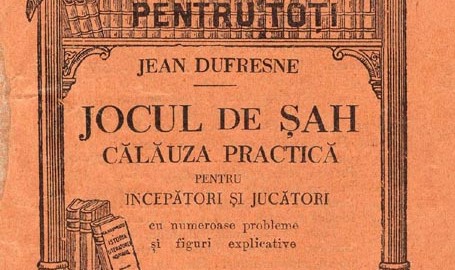 PENTRU TOȚI
JEAN DUFRESNE
JOCUL DE ȘAH
CĂLĂUZA PRACTICĂ
PENTRU
INCEPĂTORI ȘI JUCĂTORI
cu numeroase probleme
și figuri explicative
ISTORIA